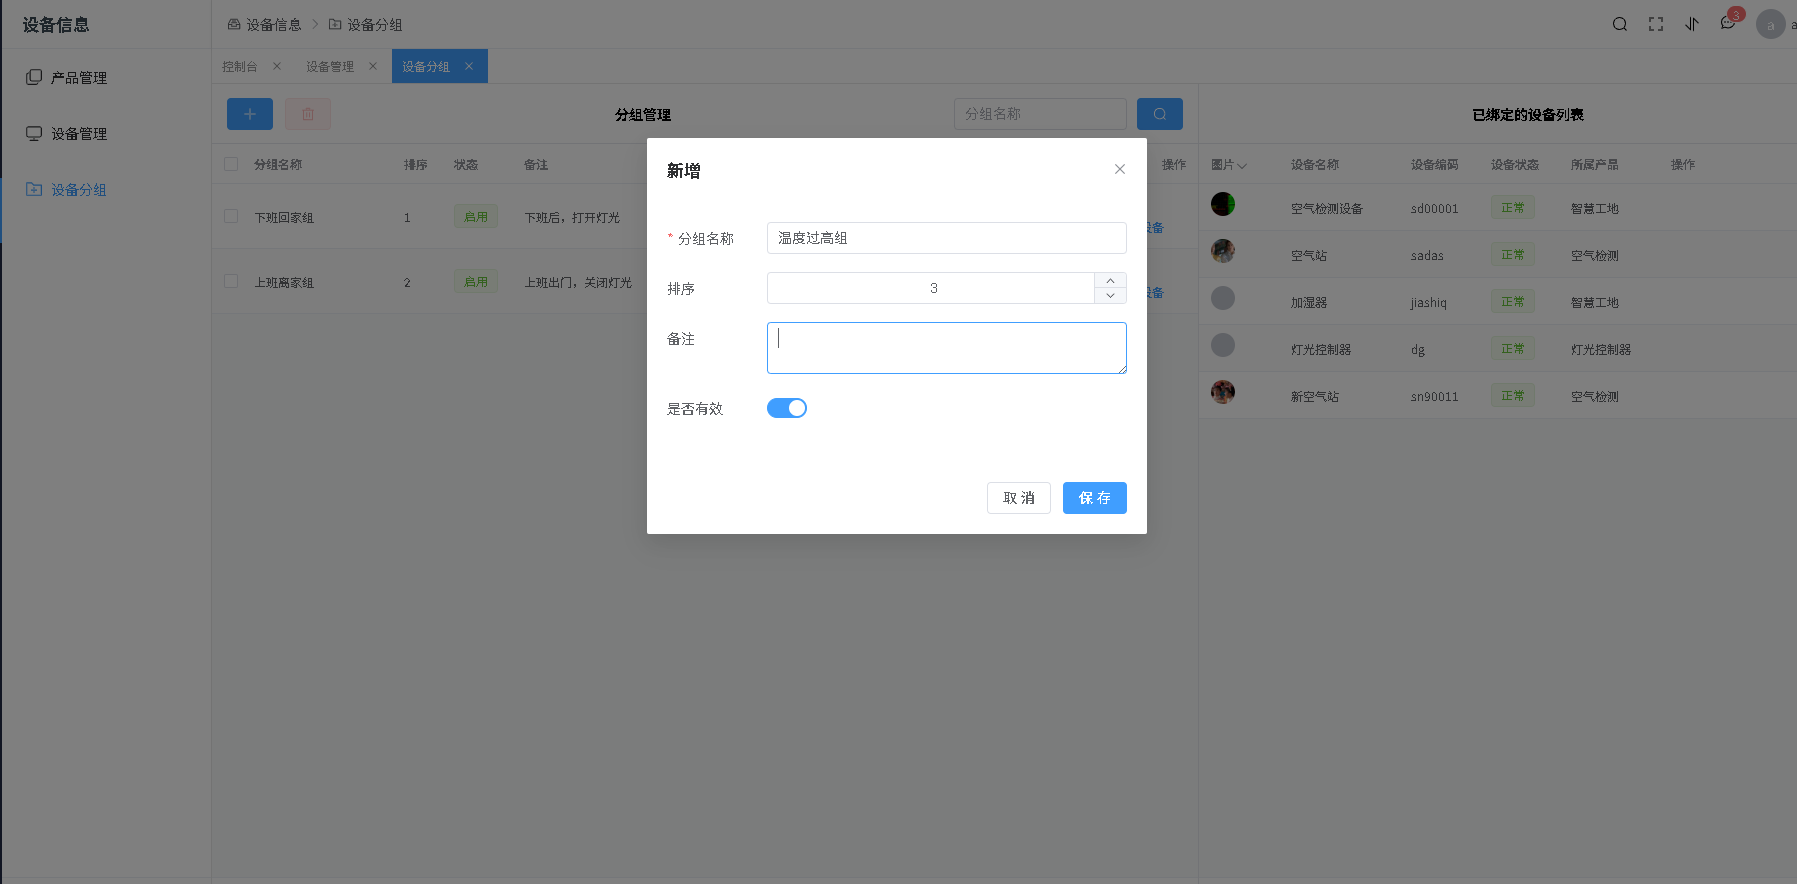 设备信息
产品管理
设备管理
设备分组
设备信息 > 设备分组
3
a
a
控制台 ×
设备管理 ×
设备分组 ×
分组管理
分组名称
已绑定的设备列表
分组名称 排序 状态 备注 操作
下班回家组 1 启用 下班后，打开灯光 设备
上班离家组 2 启用 上班出门，关闭灯光 设备
图片 设备名称 设备编码 设备状态 所属产品 操作
空气检测设备 sd00001 正常 智慧工地
空气站 sadas 正常 空气检测
加湿器 jiashiq 正常 智慧工地
灯光控制器 dg 正常 灯光控制器
新空气站 sn90011 正常 空气检测
新增
* 分组名称 温度过高组
排序 3
备注
是否有效
取 消
保 存